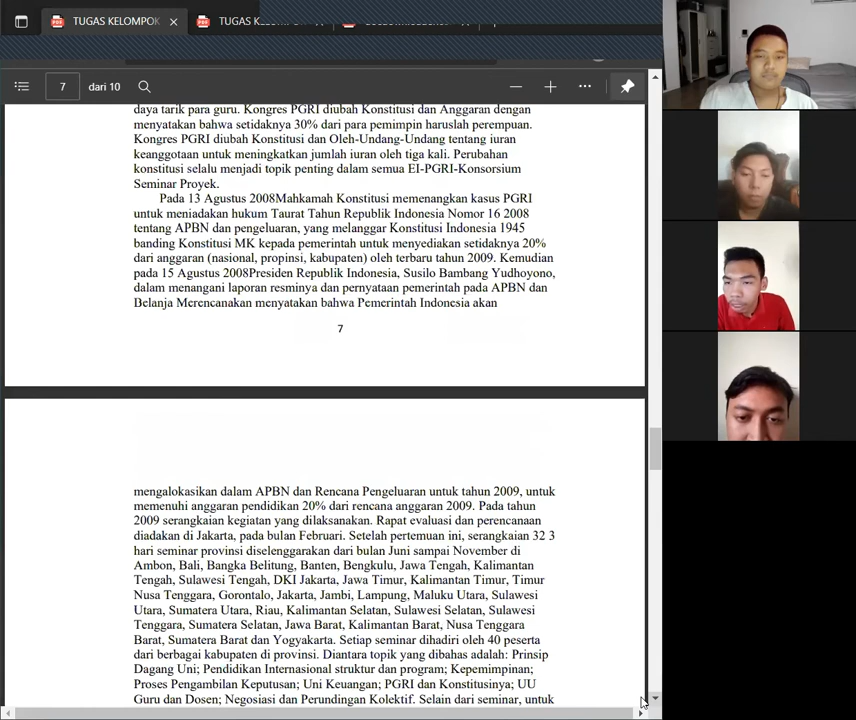 TUGAS KELOMPOK
TUGAS
7 dari 10
daya tarik para guru. Kongres PGRI diubah Konstitusi dan Anggaran dengan
menyatakan bahwa setidaknya 30% dari para pemimpin haruslah perempuan.
Kongres PGRI diubah Konstitusi dan Oleh-Undang-Undang tentang iuran
keanggotaan untuk meningkatkan jumlah iuran oleh tiga kali. Perubahan
konstitusi selalu menjadi topik penting dalam semua EI-PGRI-Konsorsium
Seminar Proyek.
Pada 13 Agustus 2008Mahkamah Konstitusi memenangkan kasus PGRI
untuk meniadakan hukum Taurat Tahun Republik Indonesia Nomor 16 2008
tentang APBN dan pengeluaran, yang melanggar Konstitusi Indonesia 1945
banding Konstitusi MK kepada pemerintah untuk menyediakan setidaknya 20%
dari anggaran (nasional, propinsi, kabupaten) oleh terbaru tahun 2009. Kemudian
pada 15 Agustus 2008Presiden Republik Indonesia, Susilo Bambang Yudhoyono,
dalam menangani laporan resminya dan pernyataan pemerintah pada APBN dan
Belanja Merencanakan menyatakan bahwa Pemerintah Indonesia akan
7
mengalokasikan dalam APBN dan Rencana Pengeluaran untuk tahun 2009, untuk
memenuhi anggaran pendidikan 20% dari rencana anggaran 2009. Pada tahun
2009 serangkaian kegiatan yang dilaksanakan. Rapat evaluasi dan perencanaan
diadakan di Jakarta, pada bulan Februari. Setelah pertemuan ini, serangkaian 32 3
hari seminar provinsi diselenggarakan dari bulan Juni sampai November di
Ambon, Bali, Bangka Belitung, Banten, Bengkulu, Jawa Tengah, Kalimantan
Tengah, Sulawesi Tengah, DKI Jakarta, Jawa Timur, Kalimantan Timur, Timur
Nusa Tenggara, Gorontalo, Jakarta, Jambi, Lampung, Maluku Utara, Sulawesi
Utara, Sumatera Utara, Riau, Kalimantan Selatan, Sulawesi Selatan, Sulawesi
Tenggara, Sumatera Selatan, Jawa Barat, Kalimantan Barat, Nusa Tenggara
Barat, Sumatera Barat dan Yogyakarta. Setiap seminar dihadiri oleh 40 peserta
dari berbagai kabupaten di provinsi. Diantara topik yang dibahas adalah: Prinsip
Dagang Uni; Pendidikan Internasional struktur dan program; Kepemimpinan;
Proses Pengambilan Keputusan; Uni Keuangan; PGRI dan Konstitusinya; UU
Guru dan Dosen; Negosiasi dan Perundingan Kolektif. Selain dari seminar, untuk